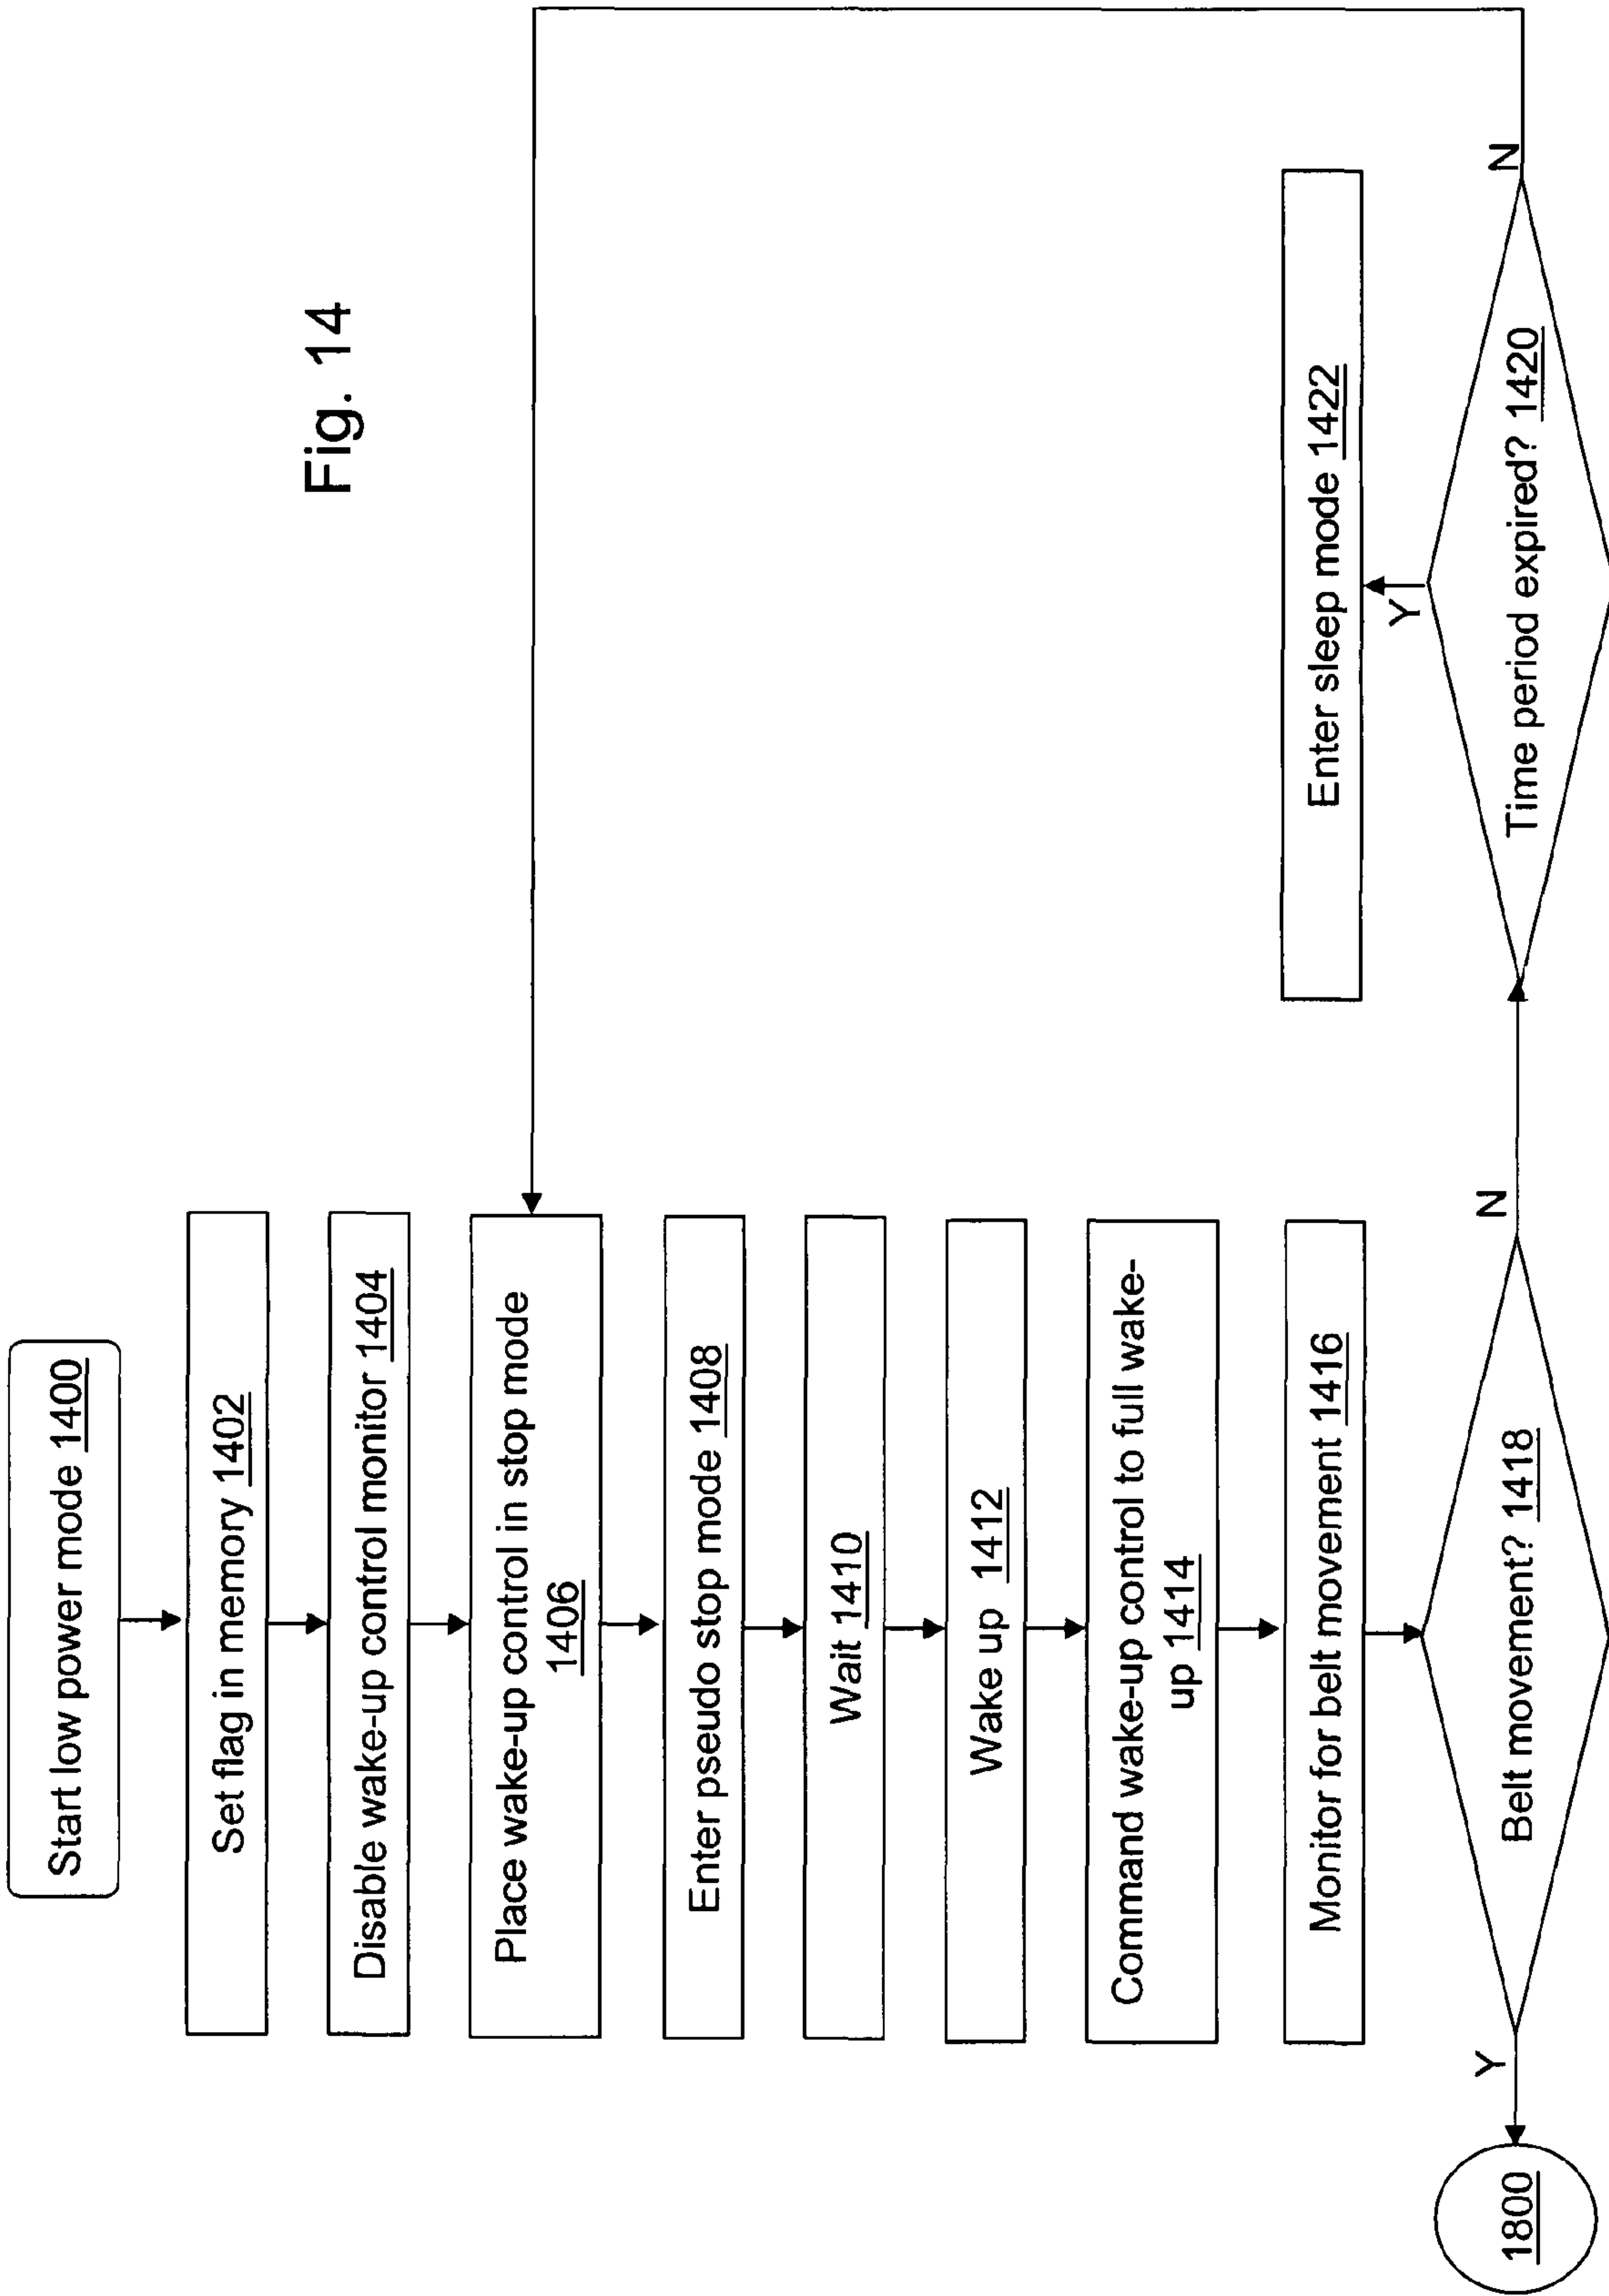 Fig. 14
Start low power mode 1400
Set flag in memory 1402
Disable wake-up control monitor 1404
Place wake-up control in stop mode
1406
Enter pseudo stop mode 1408
Wait 1410
Wake up 1412
Command wake-up control to full wake-
up 1414
Monitor for belt movement 1416
Belt movement? 1418
Y
1800
N
Time period expired? 1420
Y
Enter sleep mode 1422
N